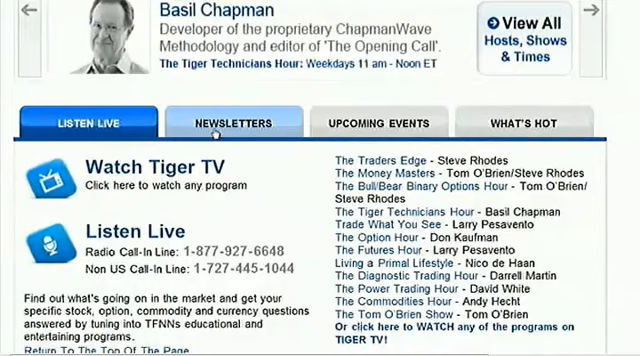 Basil Chapman
Developer of the proprietary ChapmanWave
Methodology and editor of 'The Opening Call'.
The Tiger Technicians Hour: Weekdays 11 am - Noon ET
View All
Hosts, Shows
& Times
LISTEN LIVE
NEWSLETTERS
UPCOMING EVENTS
WHAT'S HOT
Watch Tiger TV
Click here to watch any program
Listen Live
Radio Call-In Line: 1-877-927-6648
Non US Call-In Line: 1-727-445-1044
Find out what's going on in the market and get your
specific stock, option, commodity and currency questions
answered by tuning into TFNNs educational and
entertaining programs.
Return To The Top Of The Page
The Traders Edge - Steve Rhodes
The Money Masters - Tom O'Brien/Steve Rhodes
The Bull/Bear Binary Options Hour - Tom O'Brien/
Steve Rhodes
The Tiger Technicians Hour - Basil Chapman
Trade What You See - Larry Pesavento
The Option Hour - Don Kaufman
The Futures Hour - Larry Pesavento
Living a Primal Lifestyle - Nico de Haan
The Diagnostic Trading Hour - Darrell Martin
The Power Trading Hour - David White
The Commodities Hour - Andy Hecht
The Tom O'Brien Show - Tom O'Brien
Or click here to WATCH any of the programs on
TIGER TV!